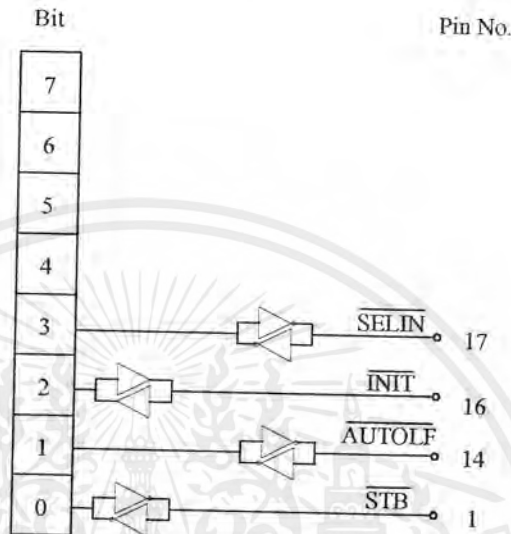 Bit
Pin No.
7
6
5
4
3 SELIN 17
2 INIT 16
1 AUTOLF 14
0 STB 1